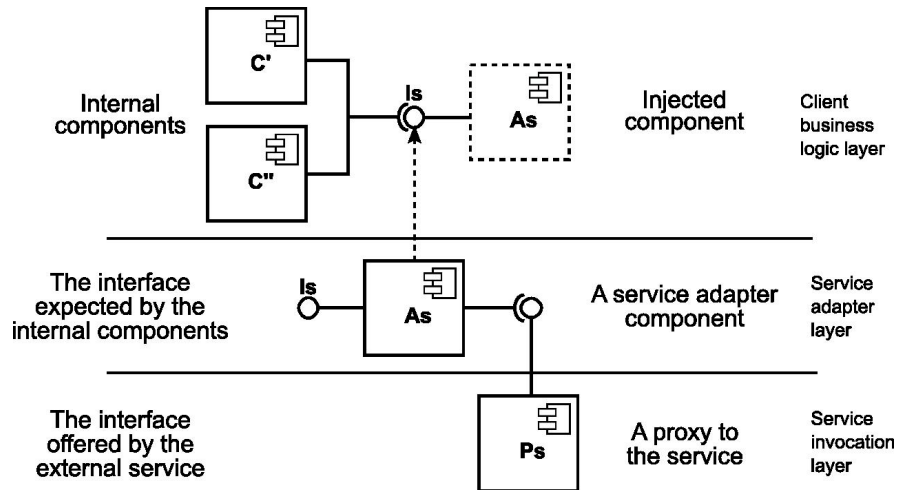 C'
Internal
components
C"
Is
As
Injected
component
Client
business
logic layer
The interface
expected by the
internal components
Is
As
A service adapter
component
Service
adapter
layer
The interface
offered by the
external service
Ps
A proxy to
the service
Service
invocation
layer